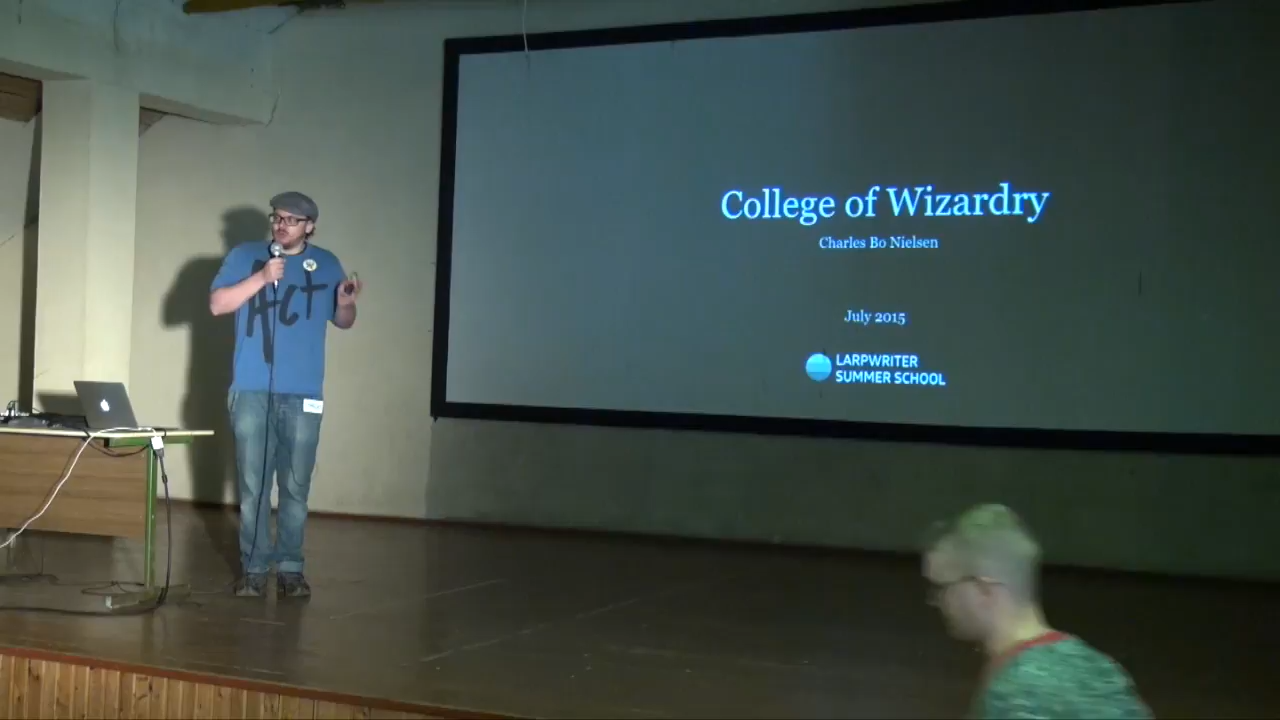 College of Wizardry
Charles Bo Nielsen
July 2015
LARPWRITER
SUMMER SCHOOL
Act